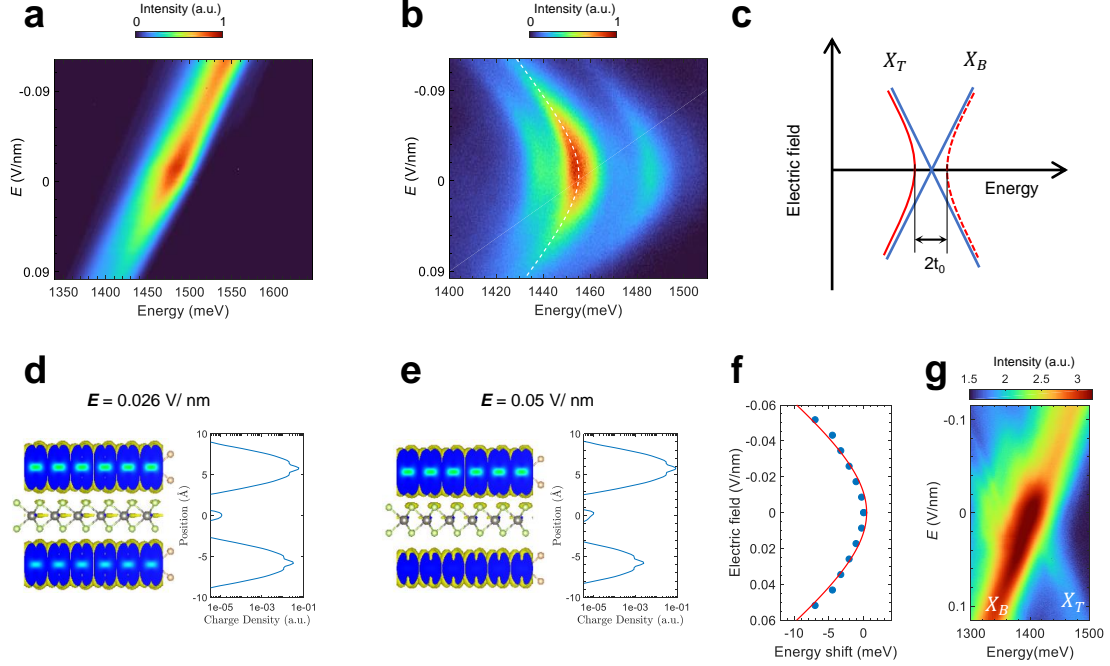 a
Intensity (a.u.)
0 1
-0.09
0
0.09
E (V/nm)
1350 1400 1500 1600
Energy (meV)
b
Intensity (a.u.)
0 1
-0.09
0
0.09
E (V/nm)
1400 1420 1440 1460 1480 1500
Energy(meV)
c
X_T X_B
Electric field
Energy
2t₀
d
E = 0.026 V/ nm
10
5
0
-5
-10
Position (Å)
1e-05 1e-03 1e-01
Charge Density (a.u.)
e
E = 0.05 V/ nm
10
5
0
-5
-10
Position (Å)
1e-05 1e-03 1e-01
Charge Density (a.u.)
f
-0.06
-0.04
-0.02
0
0.02
0.04
0.06
Electric field (V/nm)
-10 -5 0
Energy shift (meV)
g
Intensity (a.u.)
1.5 2 2.5 3
-0.1
0
0.1
E (V/nm)
X_B X_T
1300 1400 1500
Energy(meV)